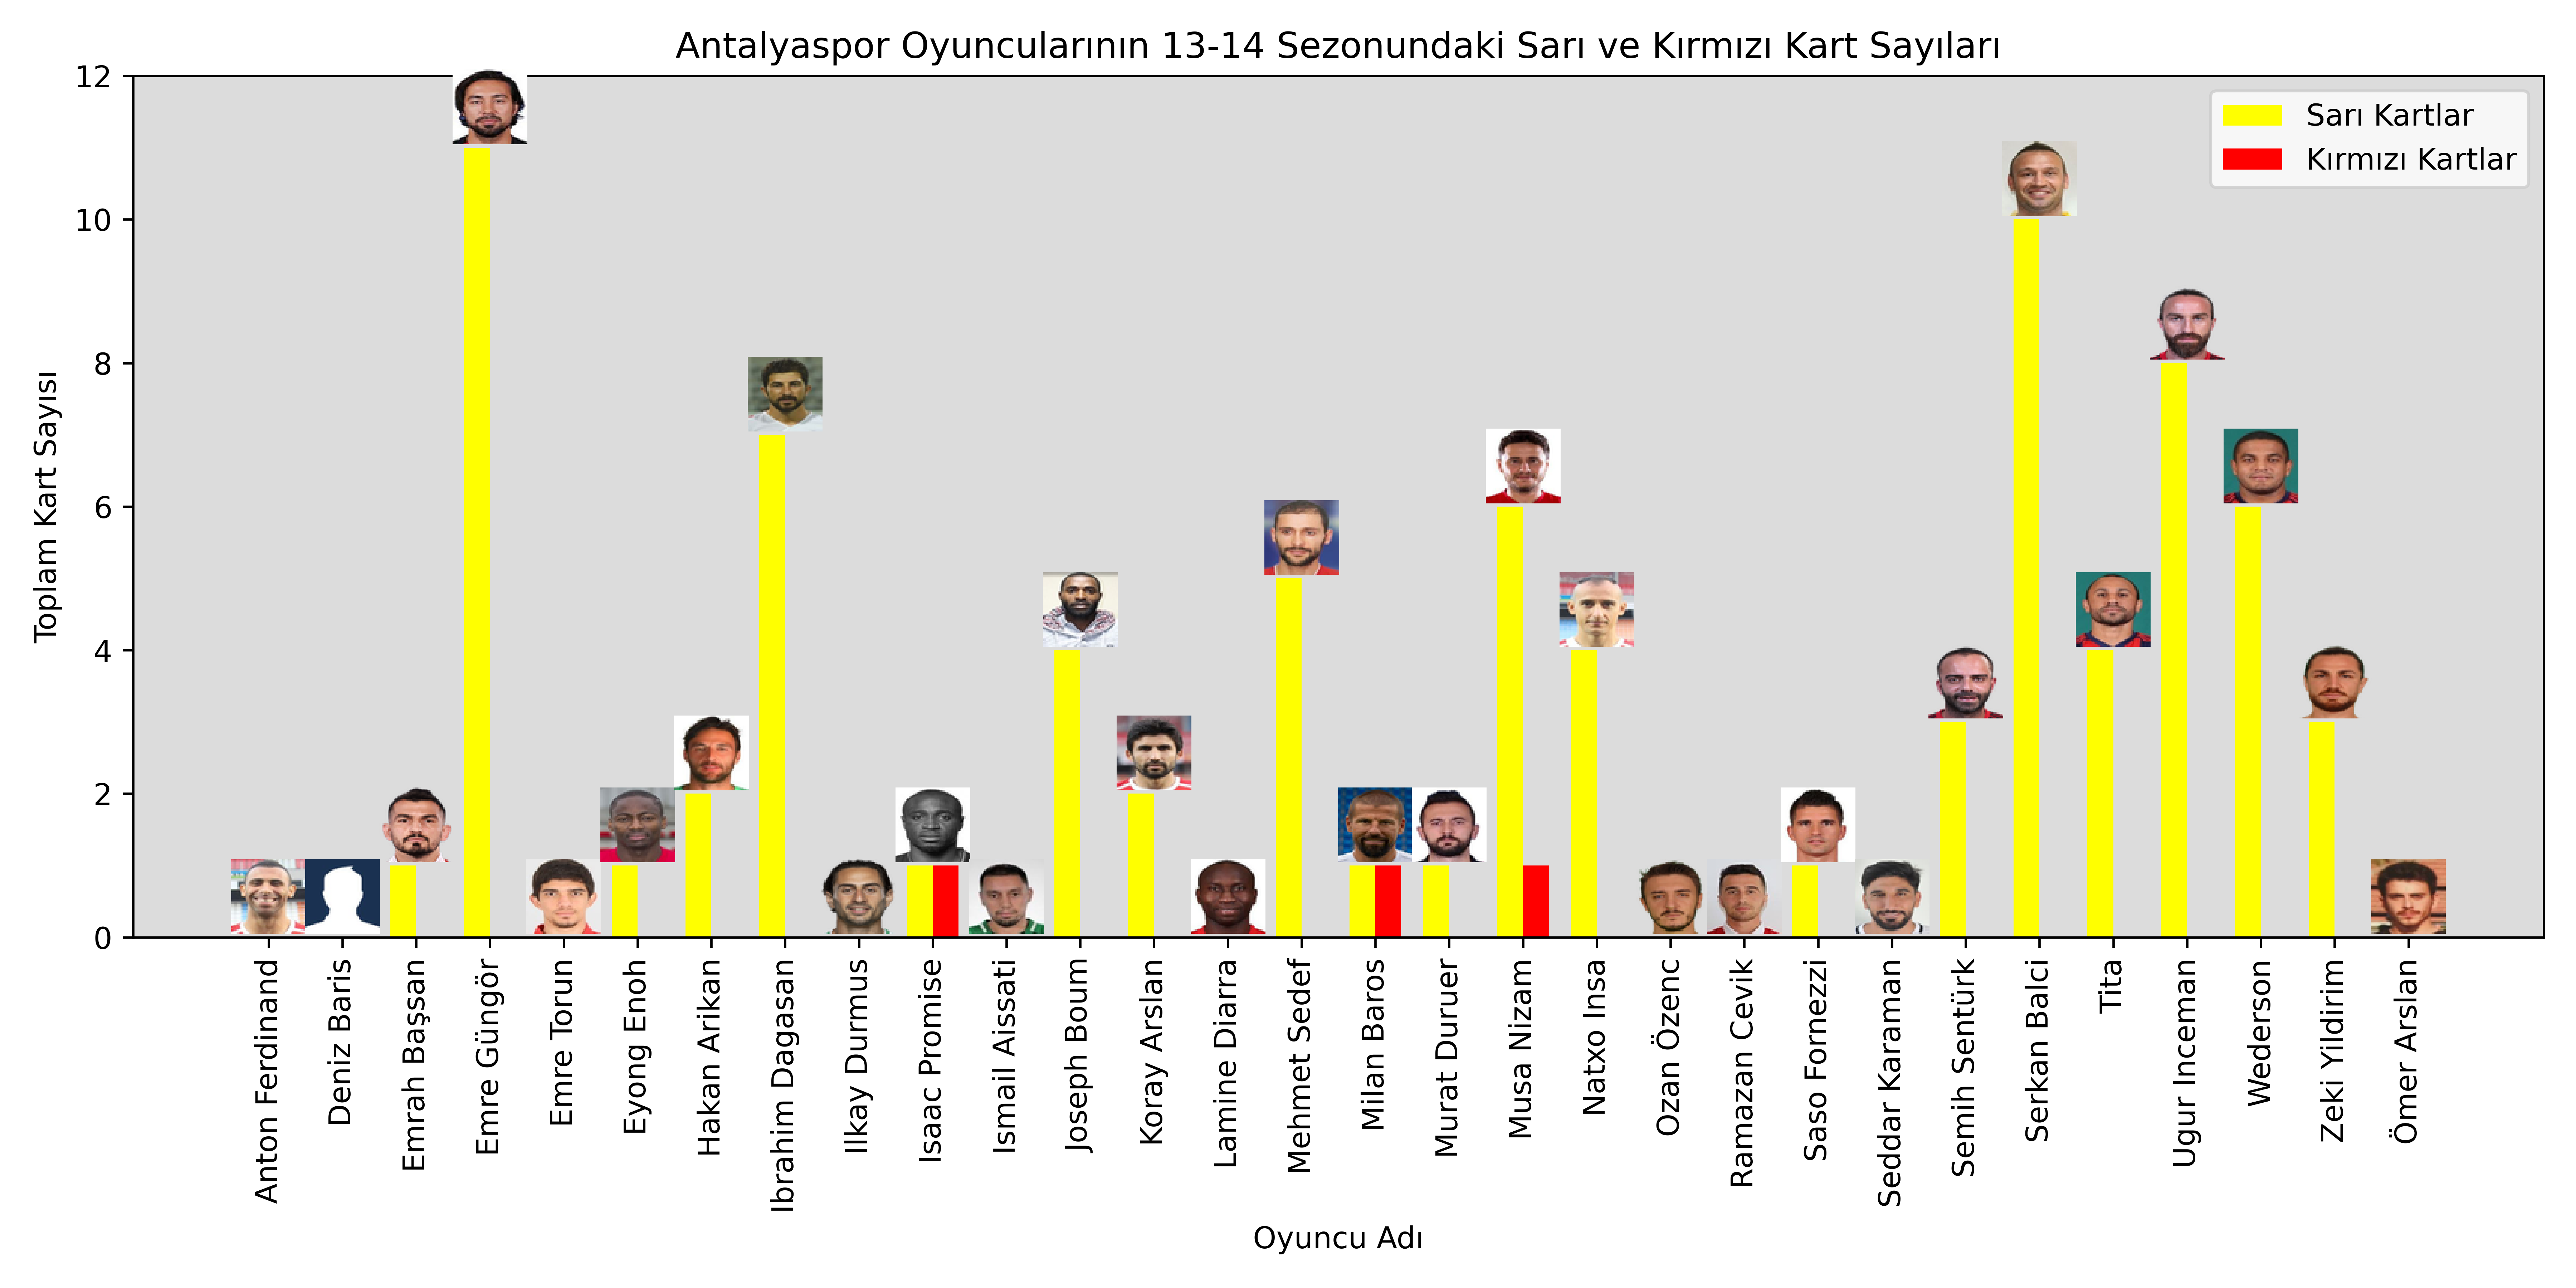 Antalyaspor Oyuncularının 13-14 Sezonundaki Sarı ve Kırmızı Kart Sayıları
Sarı Kartlar
Kırmızı Kartlar
Toplam Kart Sayısı
12
10
8
6
4
2
0
Anton Ferdinand
Deniz Baris
Emrah Başsan
Emre Güngör
Emre Torun
Eyong Enoh
Hakan Arikan
Ibrahim Dagasan
Ilkay Durmus
Isaac Promise
Ismail Aissati
Joseph Boum
Koray Arslan
Lamine Diarra
Mehmet Sedef
Milan Baros
Murat Duruer
Musa Nizam
Natxo Insa
Ozan Özenc
Ramazan Cevik
Saso Fornezzi
Seddar Karaman
Semih Sentürk
Serkan Balci
Tita
Ugur Inceman
Wederson
Zeki Yildirim
Ömer Arslan
Oyuncu Adı